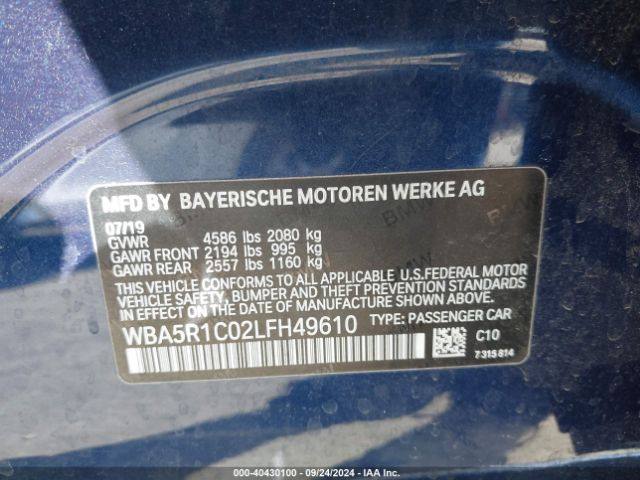 MFD BY BAYERISCHE MOTOREN WERKE AG
07/19
GVWR 4586 lbs 2080 kg
GAWR FRONT 2194 lbs 995 kg
GAWR REAR 2557 lbs 1160 kg
THIS VEHICLE CONFORMS TO ALL APPLICABLE U.S.FEDERAL MOTOR
VEHICLE SAFETY, BUMPER AND THEFT PREVENTION STANDARDS
IN EFFECT ON THE DATE OF MANUFACTURE SHOWN ABOVE.
WBA5R1C02LFH49610 TYPE: PASSENGER CAR
C10
7315814
000-40430100 - 09/24/2024 - IAA Inc.